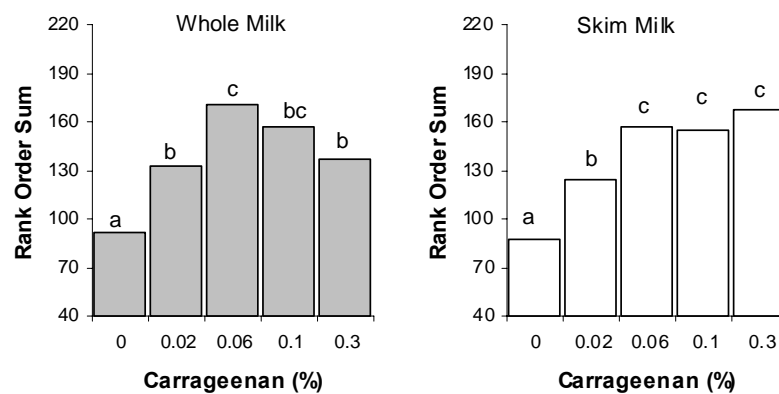 Whole Milk
Rank Order Sum
220
190
160
130
100
70
40
a
b
c
bc
b
0 0.02 0.06 0.1 0.3
Carrageenan (%)
Skim Milk
Rank Order Sum
220
190
160
130
100
70
40
a
b
c
c
c
0 0.02 0.06 0.1 0.3
Carrageenan (%)